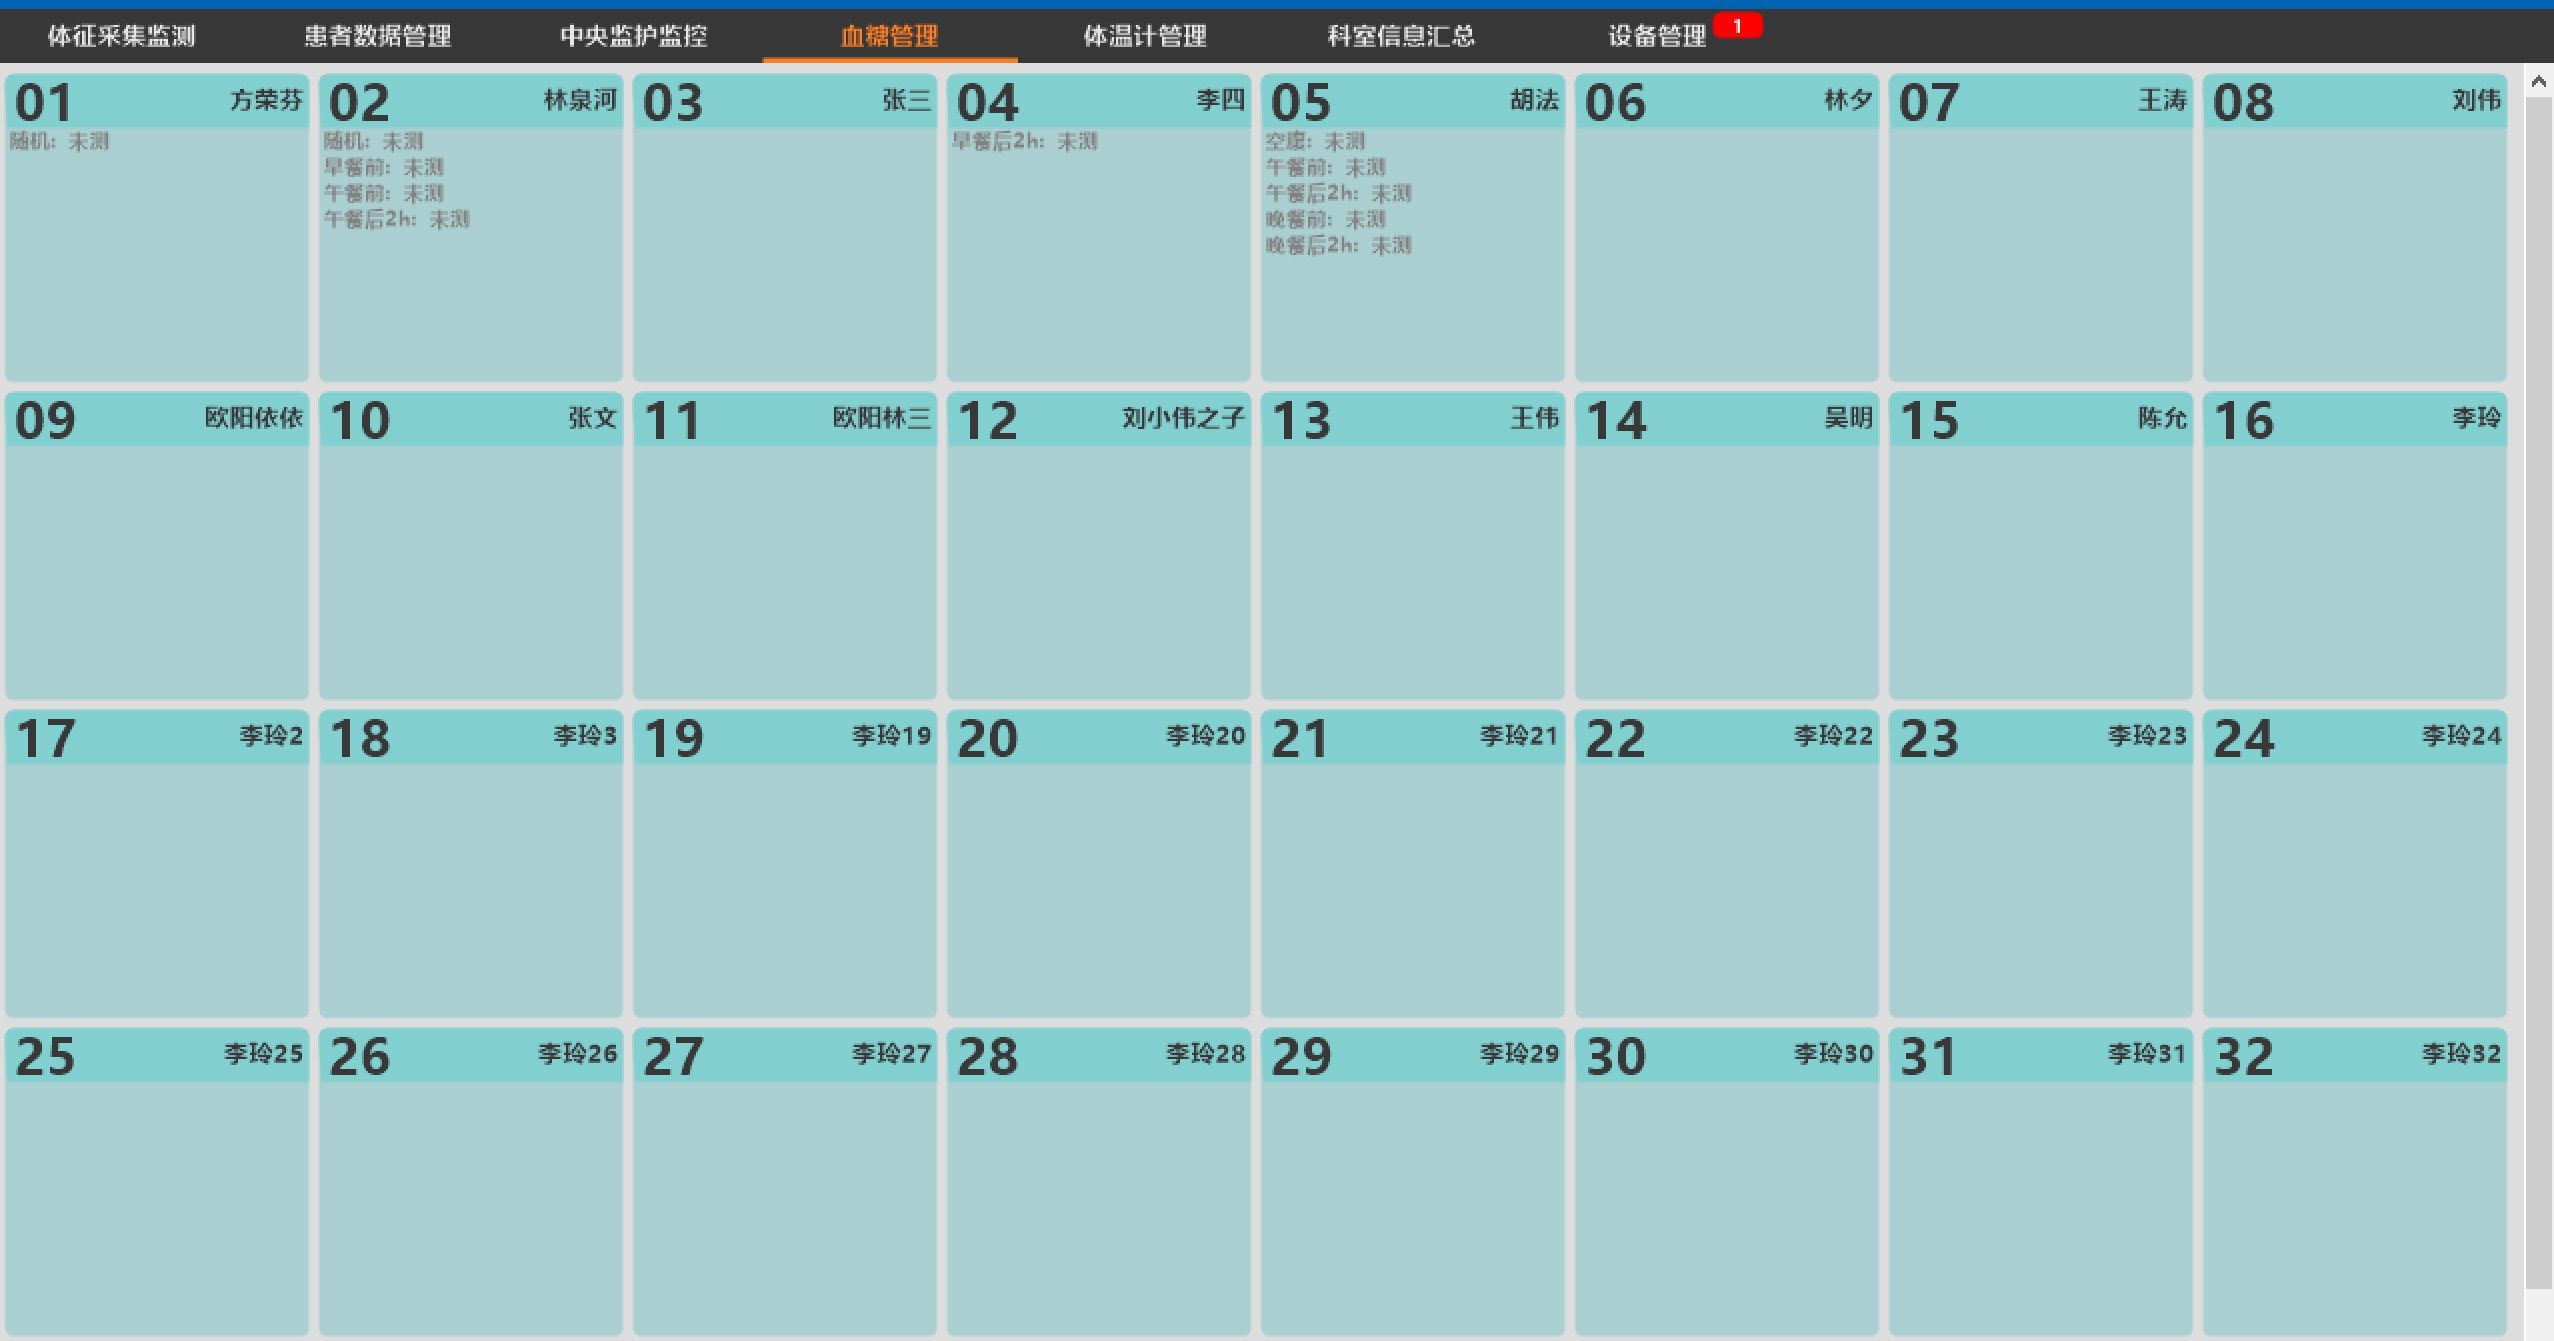 体征采集监测 患者数据管理 中央监护监控 血糖管理 体温计管理 科室信息汇总 设备管理 1
01 方荣芬
随机: 未测
02 林泉河
随机: 未测
早餐前: 未测
午餐前: 未测
午餐后2h: 未测
03 张三
04 李四
早餐后2h: 未测
05 胡法
空腹: 未测
午餐前: 未测
午餐后2h: 未测
晚餐前: 未测
晚餐后2h: 未测
06 林夕
07 王涛
08 刘伟
09 欧阳依依
10 张文
11 欧阳林三
12 刘小伟之子
13 王伟
14 吴明
15 陈允
16 李玲
17 李玲2
18 李玲3
19 李玲19
20 李玲20
21 李玲21
22 李玲22
23 李玲23
24 李玲24
25 李玲25
26 李玲26
27 李玲27
28 李玲28
29 李玲29
30 李玲30
31 李玲31
32 李玲32